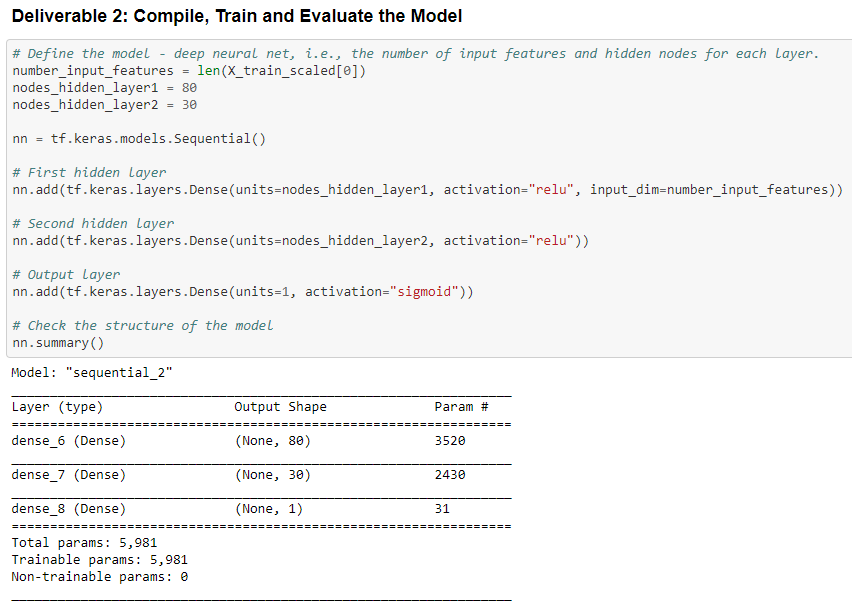 Deliverable 2: Compile, Train and Evaluate the Model
# Define the model - deep neural net, i.e., the number of input features and hidden nodes for each layer.
number_input_features = len(X_train_scaled[0])
nodes_hidden_layer1 = 80
nodes_hidden_layer2 = 30
nn = tf.keras.models.Sequential()
# First hidden layer
nn.add(tf.keras.layers.Dense(units=nodes_hidden_layer1, activation="relu", input_dim=number_input_features))
# Second hidden layer
nn.add(tf.keras.layers.Dense(units=nodes_hidden_layer2, activation="relu"))
# Output layer
nn.add(tf.keras.layers.Dense(units=1, activation="sigmoid"))
# Check the structure of the model
nn.summary()
Model: "sequential_2"
_________________________________________________________________
Layer (type) Output Shape Param #
=================================================================
dense_6 (Dense) (None, 80) 3520
_________________________________________________________________
dense_7 (Dense) (None, 30) 2430
_________________________________________________________________
dense_8 (Dense) (None, 1) 31
=================================================================
Total params: 5,981
Trainable params: 5,981
Non-trainable params: 0
_________________________________________________________________